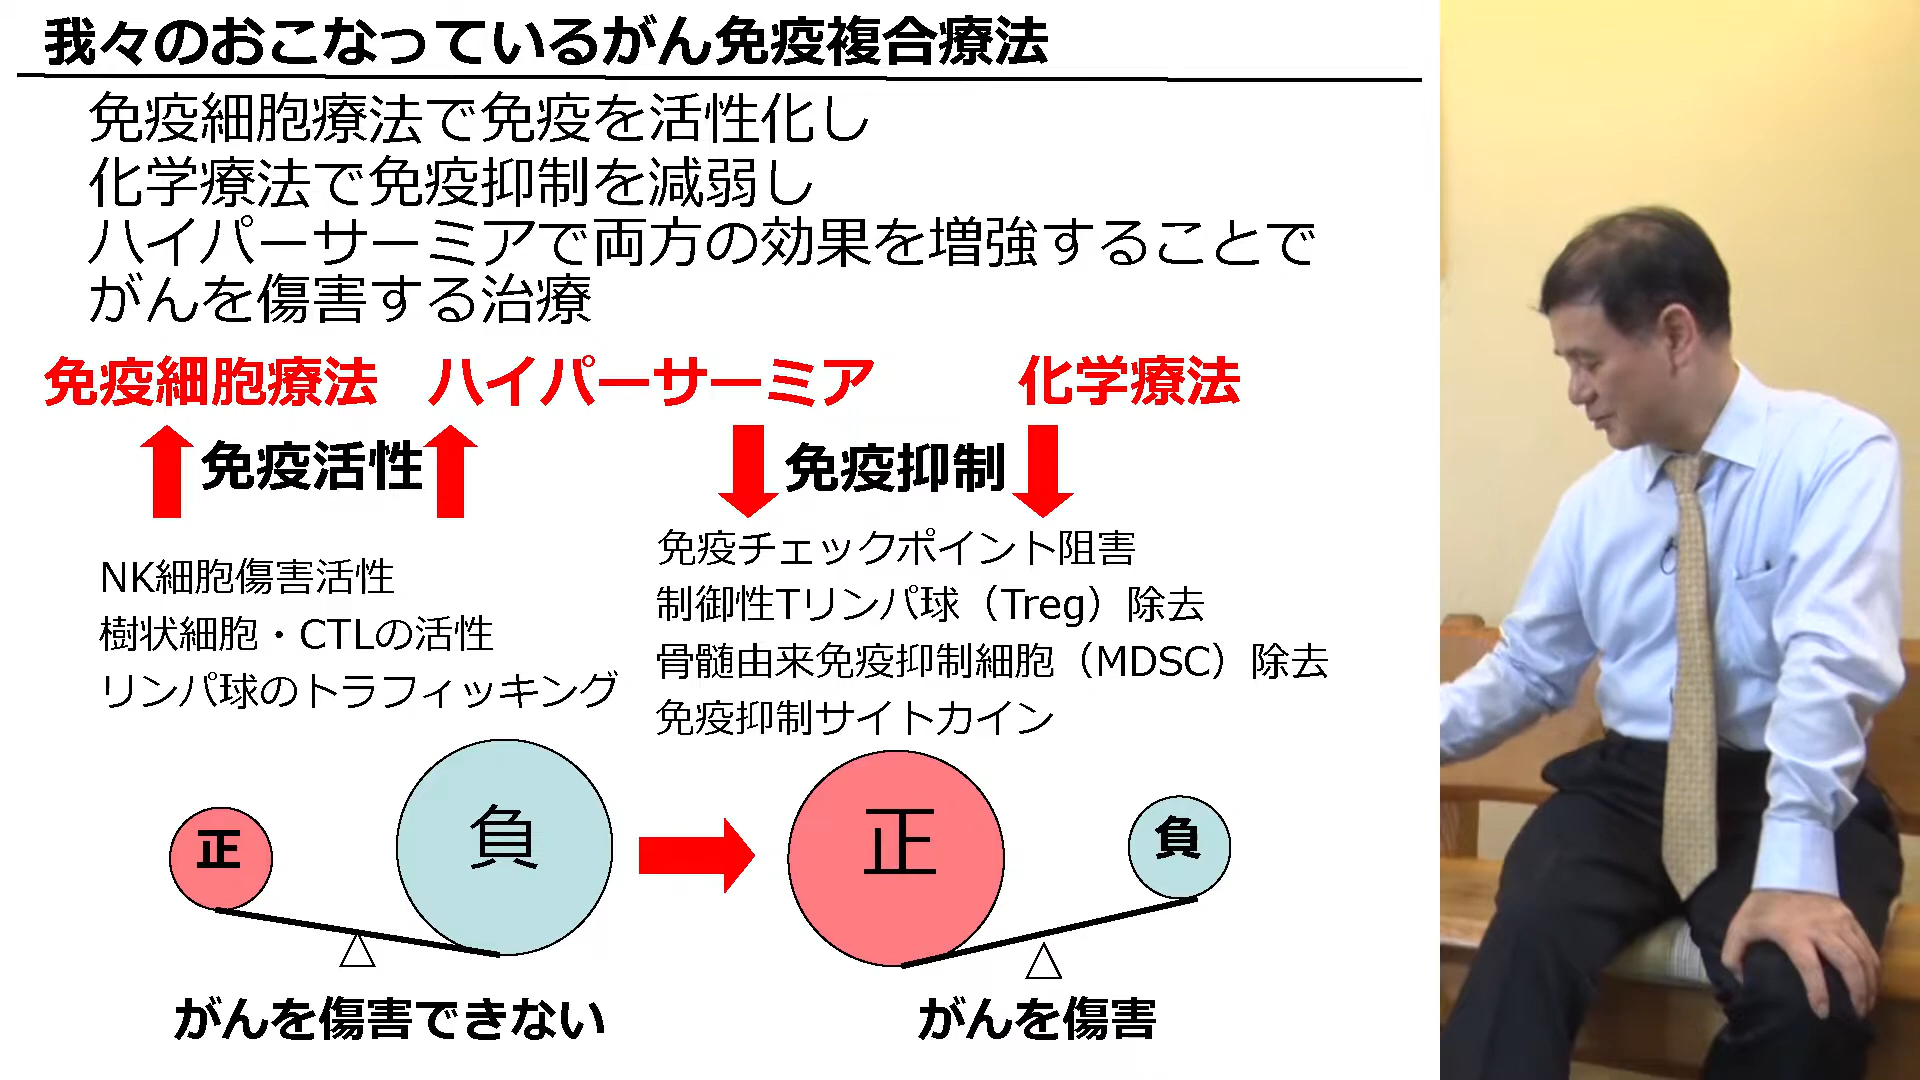 我々のおこなっているがん免疫複合療法
免疫細胞療法で免疫を活性化し
化学療法で免疫抑制を減弱し
ハイパーサーミアで両方の効果を増強することで
がんを傷害する治療
免疫細胞療法 ハイパーサーミア 化学療法
免疫活性 免疫抑制
NK細胞傷害活性
樹状細胞・CTLの活性
リンパ球のトラフィッキング
免疫チェックポイント阻害
制御性Tリンパ球（Treg）除去
骨髄由来免疫抑制細胞（MDSC）除去
免疫抑制サイトカイン
正 負 正 負
がんを傷害できない がんを傷害